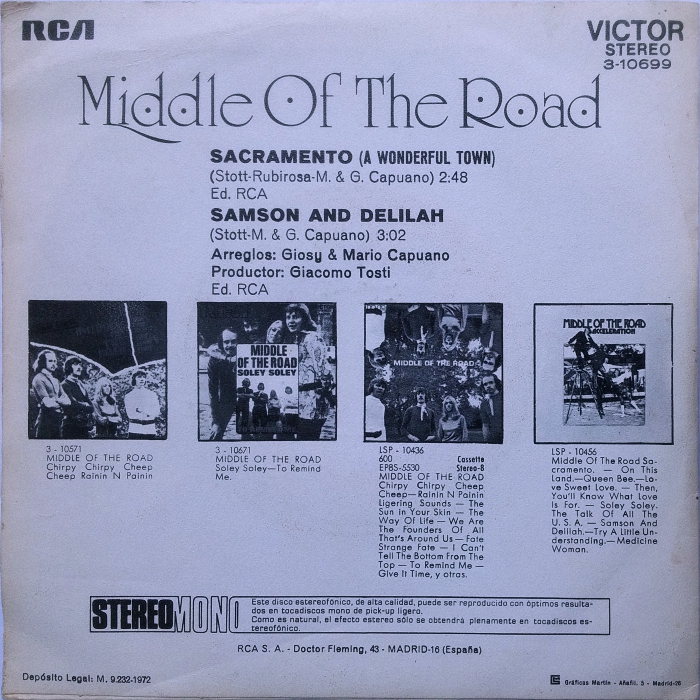 RCA
VICTOR
STEREO
3-10699
Middle Of The Road
SACRAMENTO (A WONDERFUL TOWN)
(Stott-Rubirosa-M. & G. Capuano) 2:48
Ed. RCA
SAMSON AND DELILAH
(Stott-M. & G. Capuano) 3:02
Arreglos: Giosy & Mario Capuano
Productor: Giacomo Tosti
Ed. RCA
MIDDLE
OF THE ROAD
SOLEY SOLEY
MIDDLE OF THE ROAD
MIDDLE OF THE ROAD
ACCELERATION
3 - 10571
MIDDLE OF THE ROAD
Chirpy Chirpy Cheep
Cheep Rainin N Painin
3 - 10671
MIDDLE OF THE ROAD
Soley Soley—To Remind
Me.
LSP - 10436
600 Cassette
EPBS-5530 Stereo-8
MIDDLE OF THE ROAD
Chirpy Chirpy Cheep
Cheep—Rainin N Painin
Ligering Sounds — The
Sun in Your Skin — The
Way Of Life — We Are
The Founders Of All
That's Around Us — Fate
Strange Fate — I Can't
Tell The Bottom From The
Top — To Remind Me —
Give It Time, y otras.
LSP - 10456
Middle Of The Road Sa-
cramento. — On This
Land.—Queen Bee.—Lo-
ve Sweet Love. — Then,
You'll Know What Love
Is For. — Soley Soley.
The Talk Of All The
U. S. A. — Samson And
Delilah.—Try A Little Un-
derstanding.—Medicine
Woman.
STEREO MONO
Este disco estereofónico, de alta calidad, puede ser reproducido con óptimos resulta-
dos en tocadiscos mono de pick-up ligero.
Como es natural, el efecto estereo sólo se obtendrá plenamente en tocadiscos es-
tereofónico.
RCA S. A. - Doctor Fleming, 43 - MADRID-16 (España)
Depósito Legal: M. 9.232-1972
Gráficas Martín - Añafil. 5 - Madrid-26